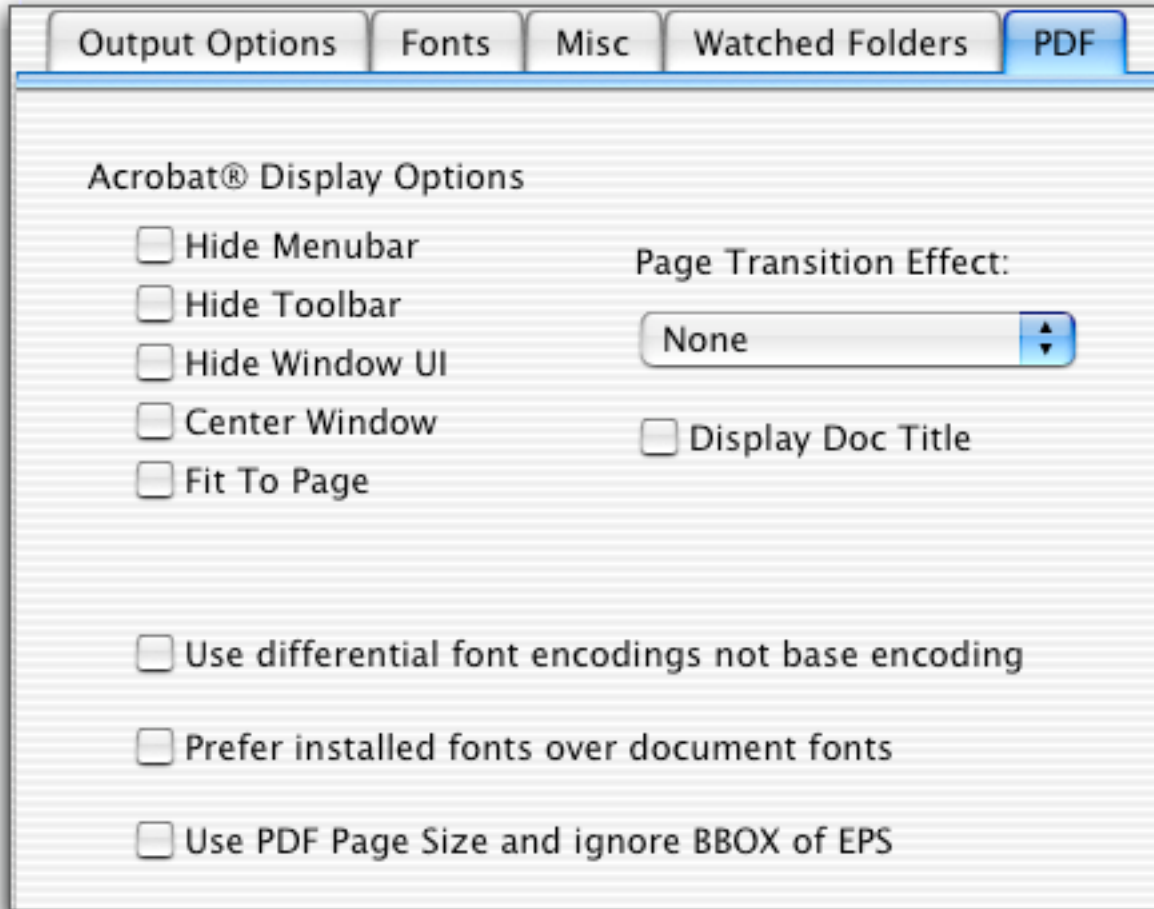 Output Options Fonts Misc Watched Folders PDF
Acrobat® Display Options
Hide Menubar
Hide Toolbar
Hide Window UI
Center Window
Fit To Page
Page Transition Effect:
None
Display Doc Title
Use differential font encodings not base encoding
Prefer installed fonts over document fonts
Use PDF Page Size and ignore BBOX of EPS